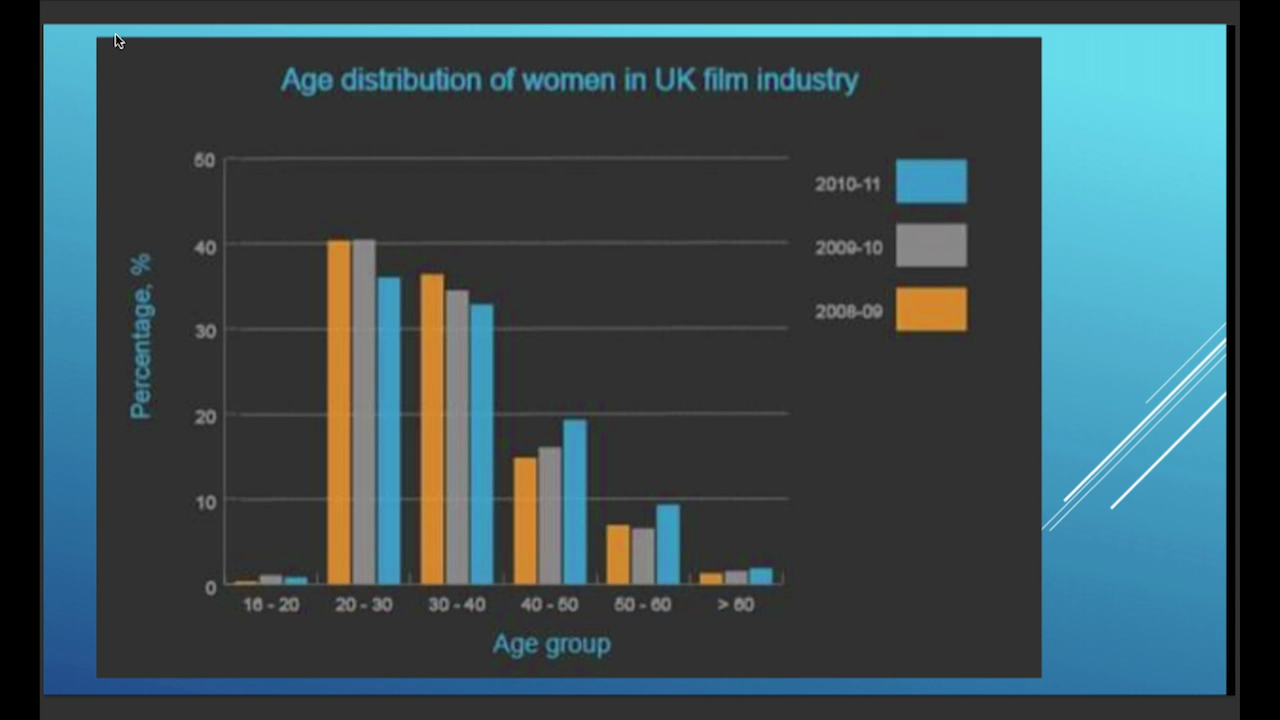 Age distribution of women in UK film industry
50
40
30
20
10
0
Percentage, %
16 - 20 20 - 30 30 - 40 40 - 50 50 - 60 > 60
Age group
2010-11
2009-10
2008-09